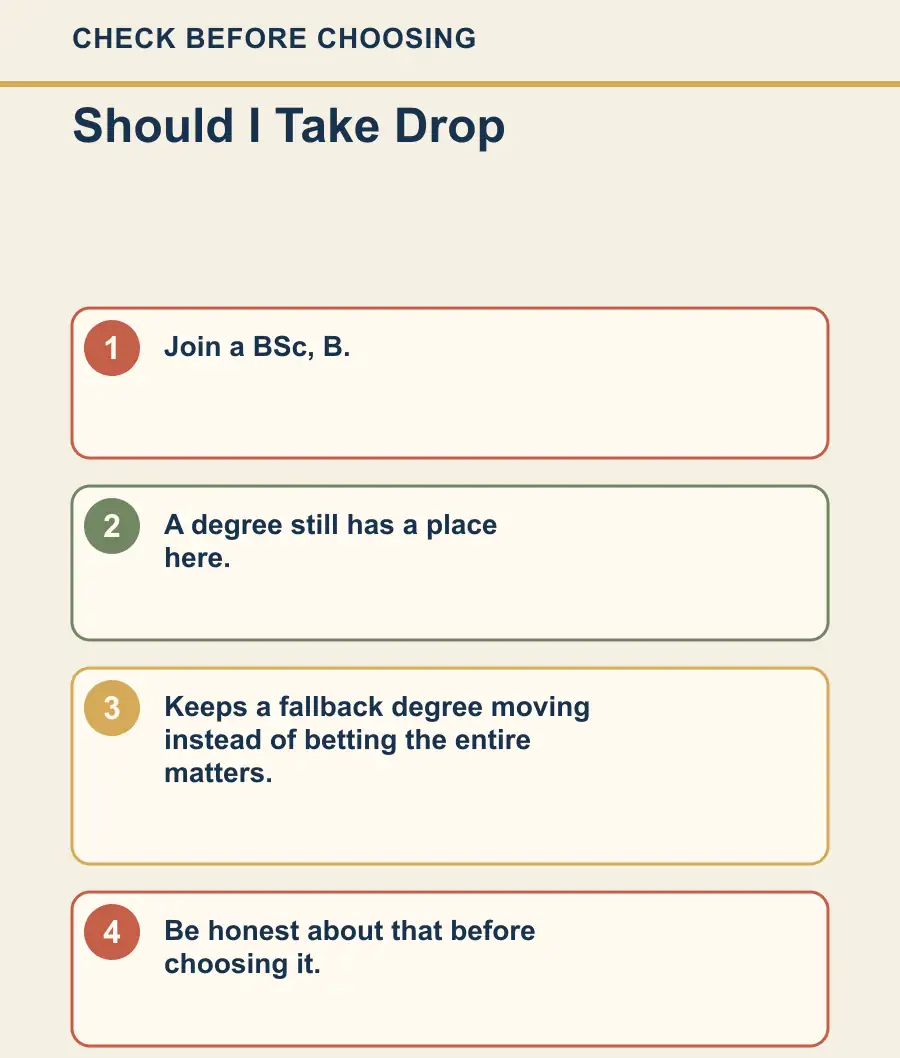 CHECK BEFORE CHOOSING
Should I Take Drop
1
Join a BSc, B.
2
A degree still has a place
here.
3
Keeps a fallback degree moving
instead of betting the entire
matters.
4
Be honest about that before
choosing it.